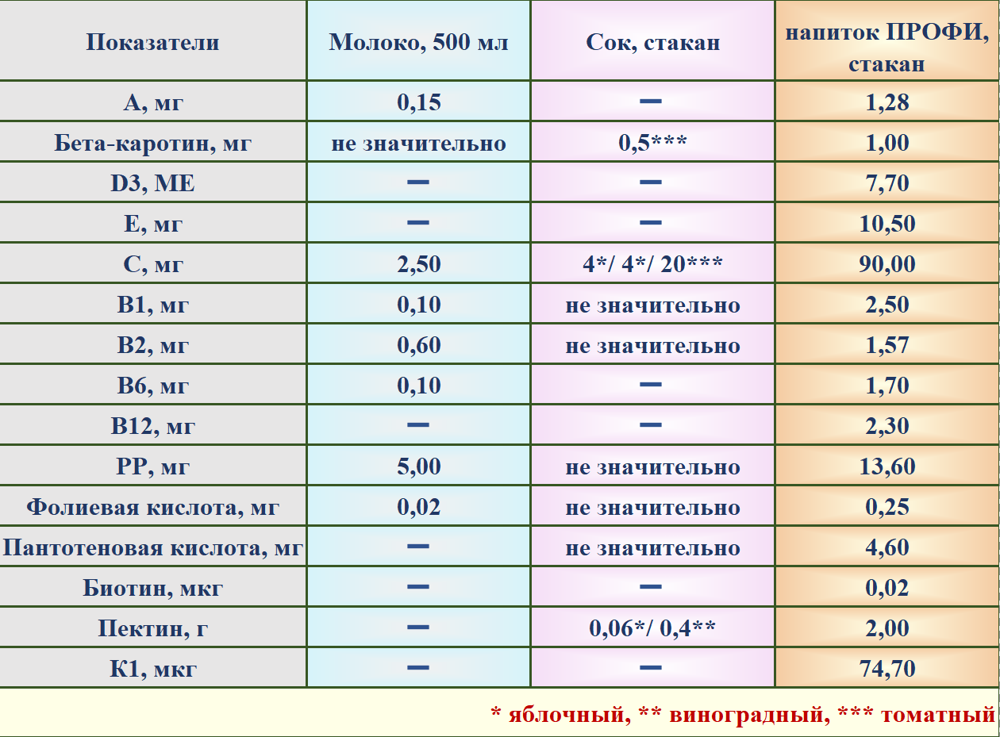 Показатели Молоко, 500 мл Сок, стакан напиток ПРОФИ, стакан
А, мг 0,15 — 1,28
Бета-каротин, мг не значительно 0,5*** 1,00
D3, МЕ — — 7,70
Е, мг — — 10,50
С, мг 2,50 4*/ 4*/ 20*** 90,00
В1, мг 0,10 не значительно 2,50
В2, мг 0,60 не значительно 1,57
В6, мг 0,10 — 1,70
В12, мг — — 2,30
РР, мг 5,00 не значительно 13,60
Фолиевая кислота, мг 0,02 не значительно 0,25
Пантотеновая кислота, мг — не значительно 4,60
Биотин, мкг — — 0,02
Пектин, г — 0,06*/ 0,4** 2,00
К1, мкг — — 74,70
* яблочный, ** виноградный, *** томатный